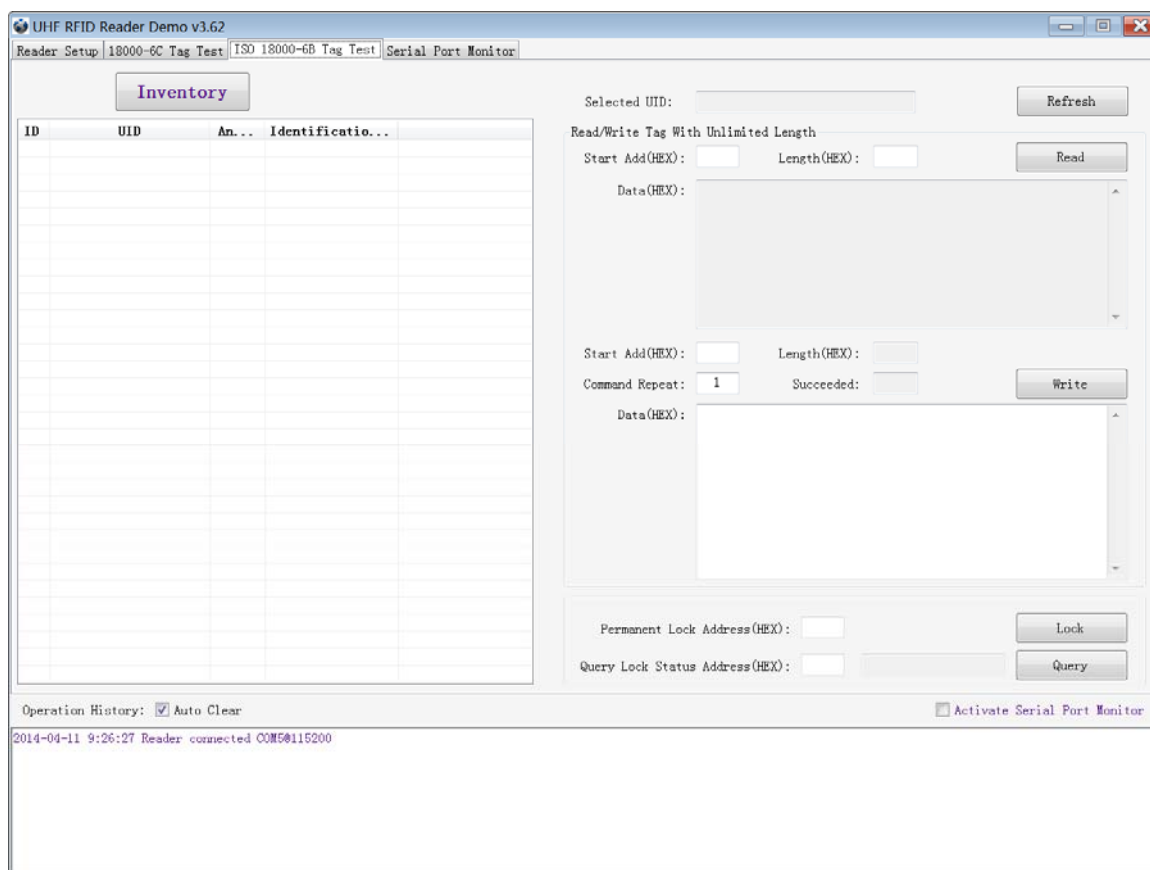 UHF RFID Reader Demo v3.62
Reader Setup 18000-6C Tag Test ISO 18000-6B Tag Test Serial Port Monitor
Inventory
ID UID An... Identificatio...
Selected UID: Refresh
Read/Write Tag With Unlimited Length
Start Add(HEX): Length(HEX): Read
Data(HEX):
Start Add(HEX): Length(HEX):
Command Repeat: 1 Succeeded: Write
Data(HEX):
Permanent Lock Address(HEX): Lock
Query Lock Status Address(HEX): Query
Operation History: Auto Clear Activate Serial Port Monitor
2014-04-11 9:26:27 Reader connected COM5@115200